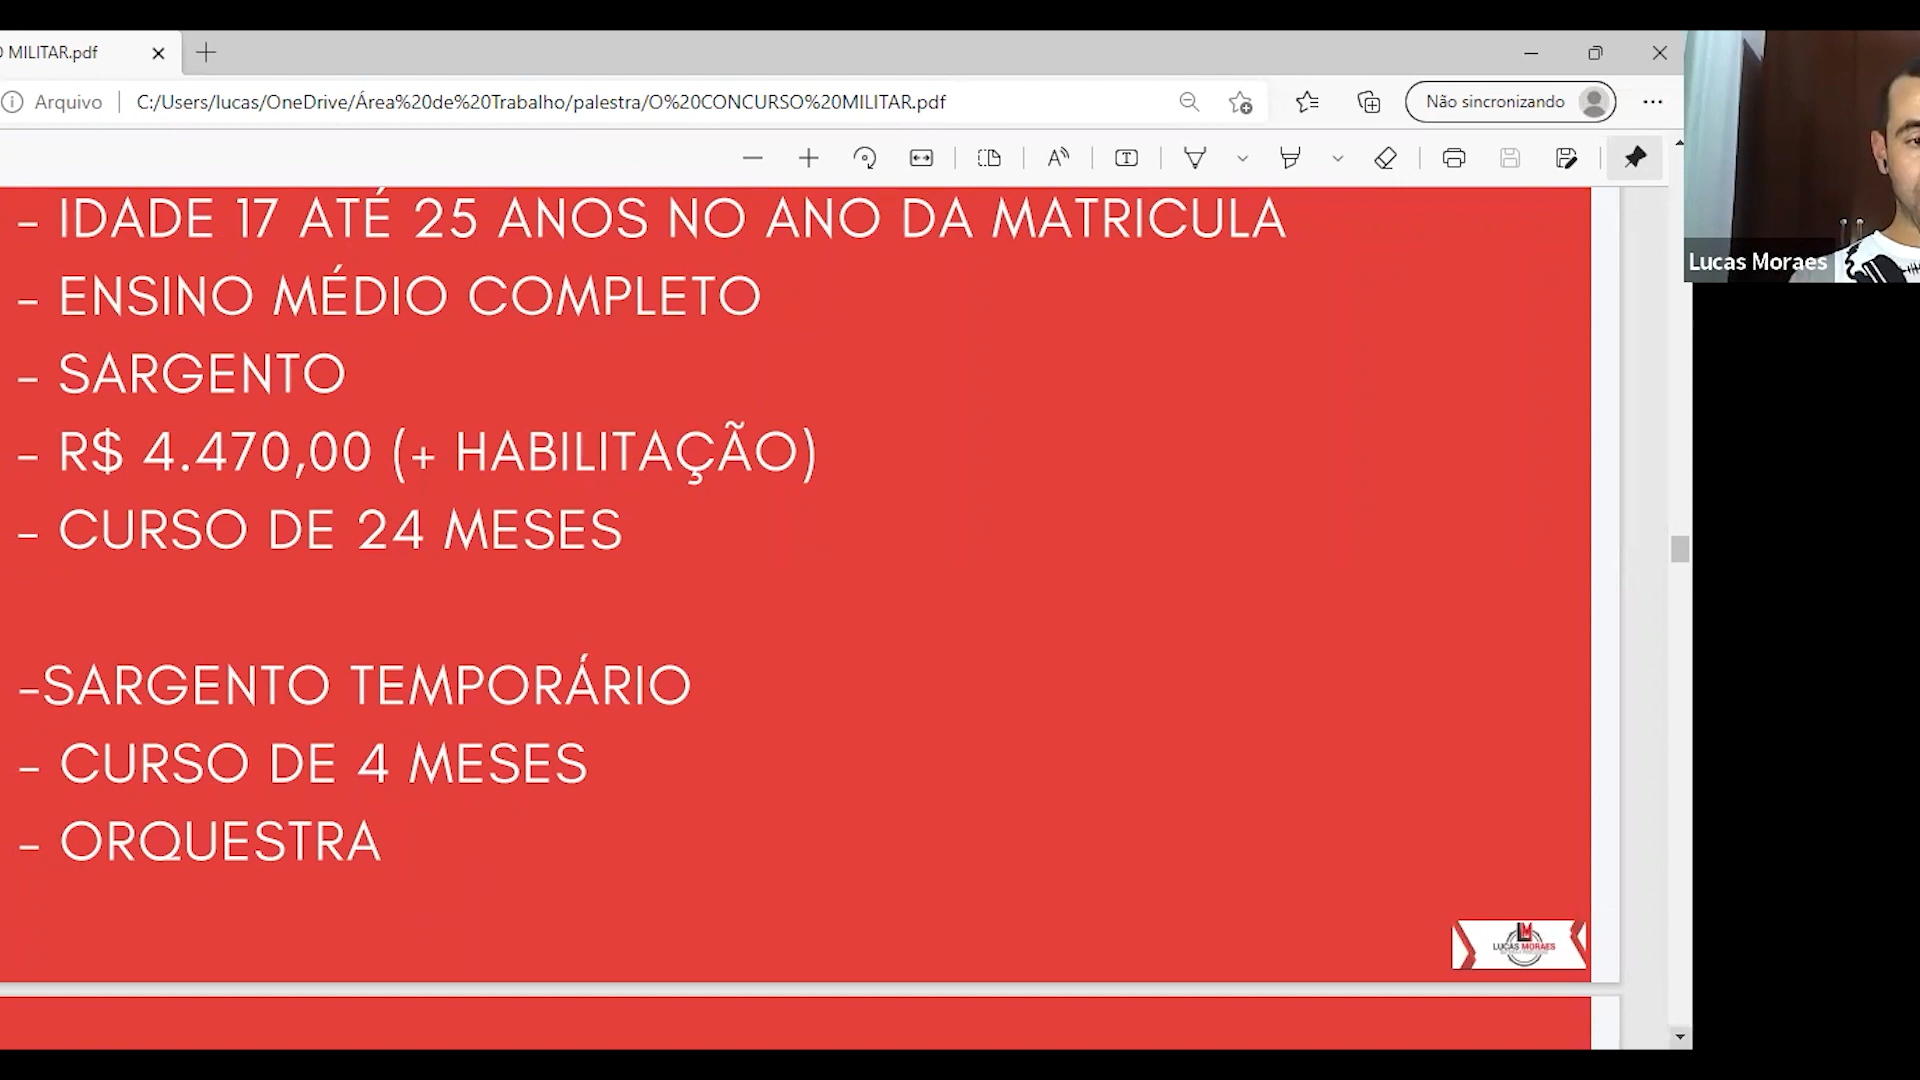 O MILITAR.pdf
Arquivo
C:/Users/lucas/OneDrive/Área%20de%20Trabalho/palestra/O%20CONCURSO%20MILITAR.pdf
Não sincronizando
- IDADE 17 ATÉ 25 ANOS NO ANO DA MATRICULA
- ENSINO MÉDIO COMPLETO
- SARGENTO
- R$ 4.470,00 (+ HABILITAÇÃO)
- CURSO DE 24 MESES
-SARGENTO TEMPORÁRIO
- CURSO DE 4 MESES
- ORQUESTRA
Lucas Moraes
LUCAS MORAES